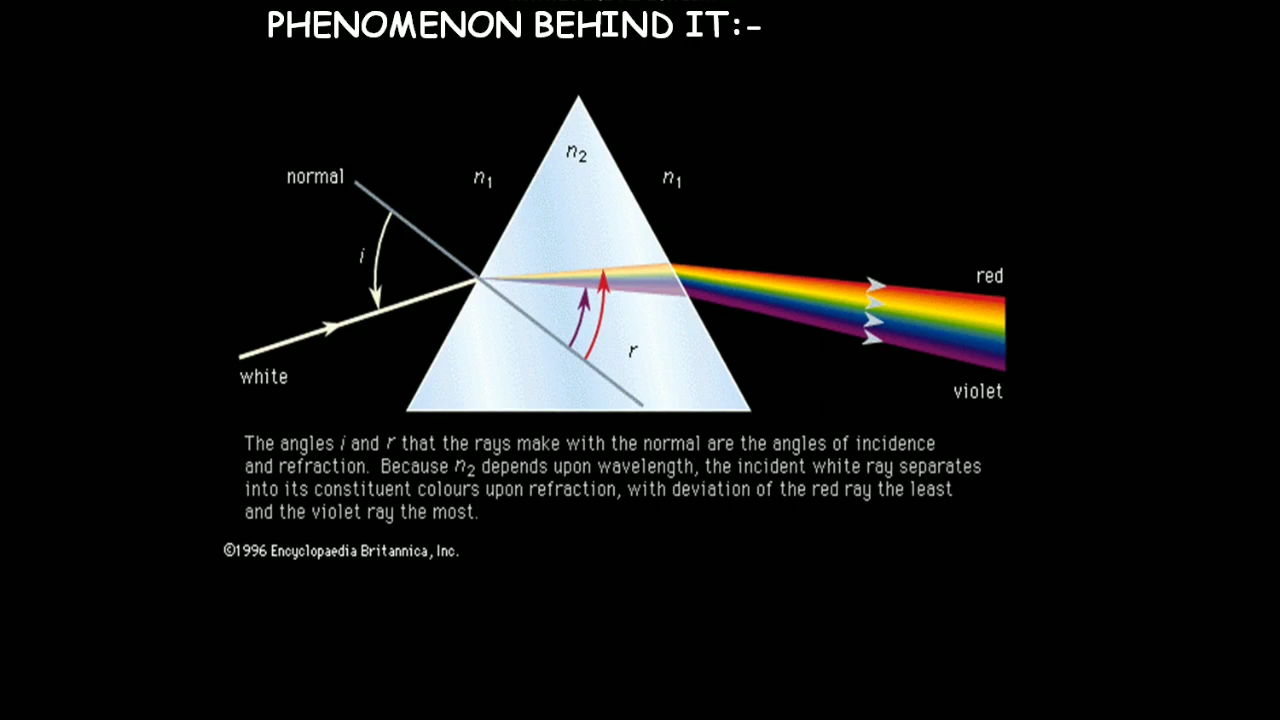 PHENOMENON BEHIND IT:-
n2
normal
n1
n1
i
red
r
white
violet
The angles i and r that the rays make with the normal are the angles of incidence
and refraction. Because n2 depends upon wavelength, the incident white ray separates
into its constituent colours upon refraction, with deviation of the red ray the least
and the violet ray the most.
©1996 Encyclopaedia Britannica, Inc.